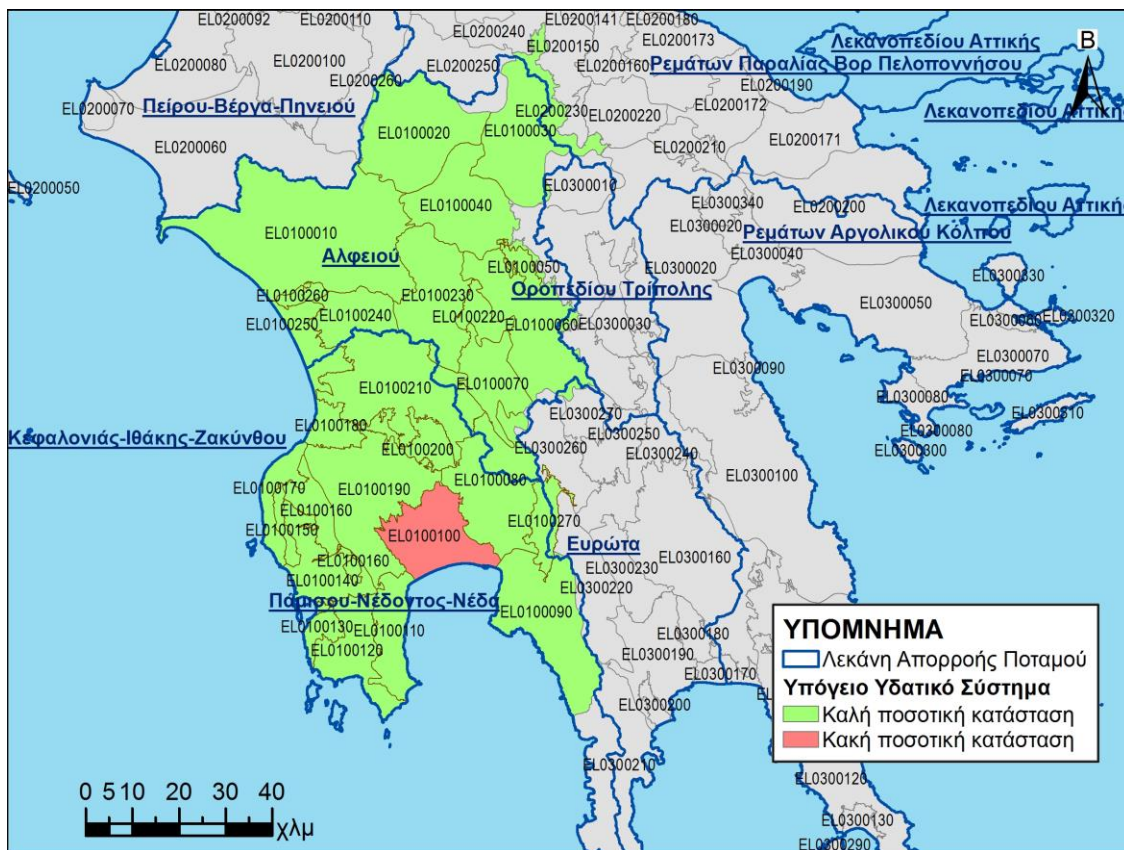 EL0200092
EL0200110
EL0200141
EL0200180
EL0200240
EL0200150
EL0200173
Λεκανοπεδίου Αττικής
B
EL0200080
EL0200100
EL0200250
EL0200160
Ρεμάτων Παραλίας Βορ Πελοποννήσου
EL0200260
EL0200190
EL0200070
Πείρου-Βέργα-Πηνειού
EL0200230
EL0200220
EL0200172
Λεκανοπεδίου Αττικής
EL0100020
EL0100030
EL0200060
EL0200210
EL0200171
EL0200050
EL0300010
EL0100040
EL0300340
EL0200200
Λεκανοπεδίου Αττικής
EL0100010
EL0300020
Ρεμάτων Αργολικού Κόλπου
Αλφειού
EL0300040
EL0100050
EL0300020
EL0300330
Οροπεδίου Τρίπολης
EL0100260
EL0100230
EL0300050
EL0100250
EL0100240
EL0100220
EL0100060
EL0300030
EL0300060
EL0300320
EL0300070
EL0300090
EL0300070
EL0100210
EL0100070
EL0300080
EL0300310
EL0300270
EL0100180
EL0300250
EL0300080
Κεφαλονιάς-Ιθάκης-Ζακύνθου
EL0100200
EL0300260
EL0300240
EL0300300
EL0100080
EL0300100
EL0100170
EL0100190
EL0100160
EL0100150
EL0100100
EL0100270
Ευρώτα
EL0300160
EL0100160
EL0300230
EL0100140
EL0300220
Πάμισου-Νέδοντος-Νέδα
EL0100090
EL0100130
EL0100110
EL0300180
EL0100120
EL0300190
EL0300170
EL0300200
EL0300210
ΥΠΟΜΝΗΜΑ
Λεκάνη Απορροής Ποταμού
Υπόγειο Υδατικό Σύστημα
Καλή ποσοτική κατάσταση
Κακή ποσοτική κατάσταση
EL0300120
EL0300130
EL0300290
0 5 10 20 30 40
χλμ